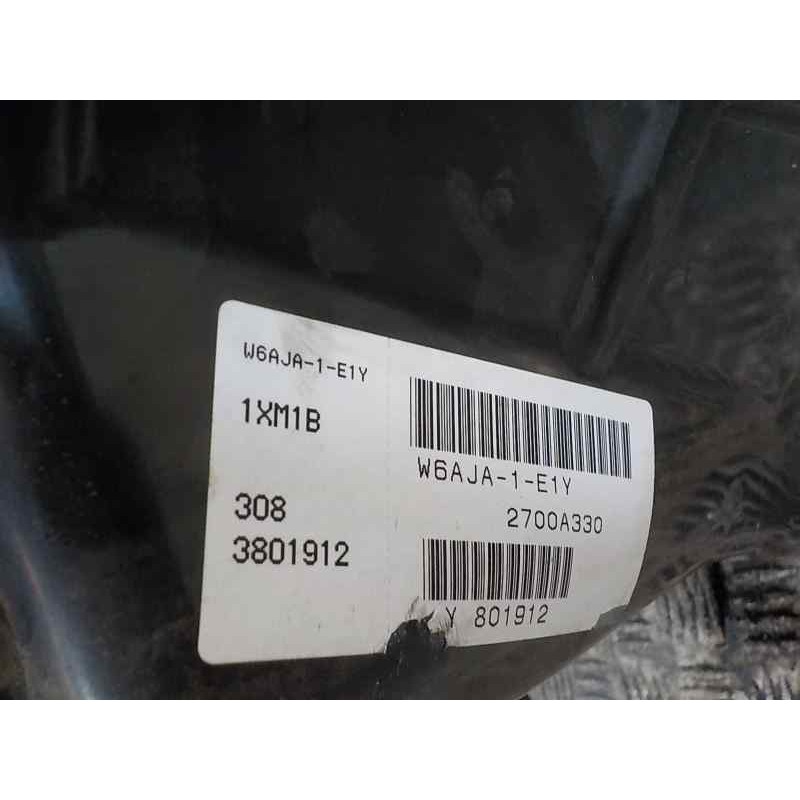 W6AJA-1-E1Y
1XM1B
308
3801912
W6AJA-1-E1Y
2700A330
Y 801912